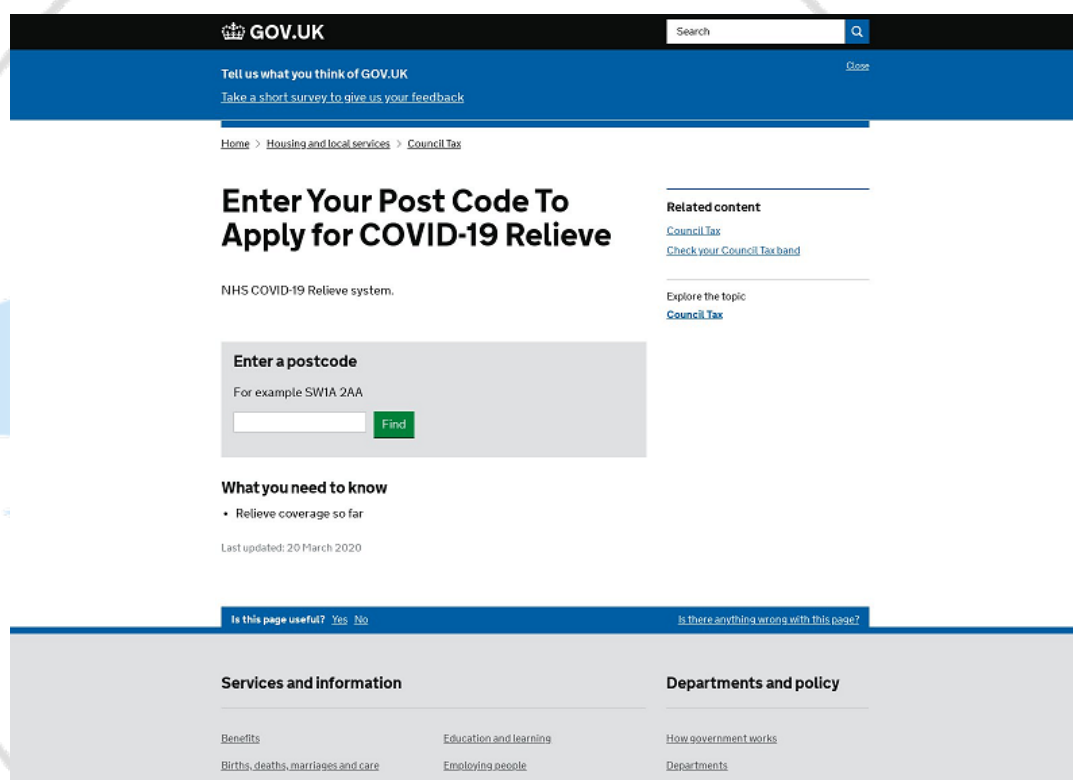 GOV.UK
Search
Tell us what you think of GOV.UK
Close
Take a short survey to give us your feedback
Home > Housing and local services > Council Tax
Enter Your Post Code To
Apply for COVID-19 Relieve
NHS COVID-19 Relieve system.
Enter a postcode
For example SW1A 2AA
Find
What you need to know
• Relieve coverage so far
Last updated: 20 March 2020
Related content
Council Tax
Check your Council Tax band
Explore the topic
Council Tax
Is this page useful? Yes No
Is there anything wrong with this page?
Services and information
Departments and policy
Benefits
Education and learning
How government works
Births, deaths, marriages and care
Employing people
Departments